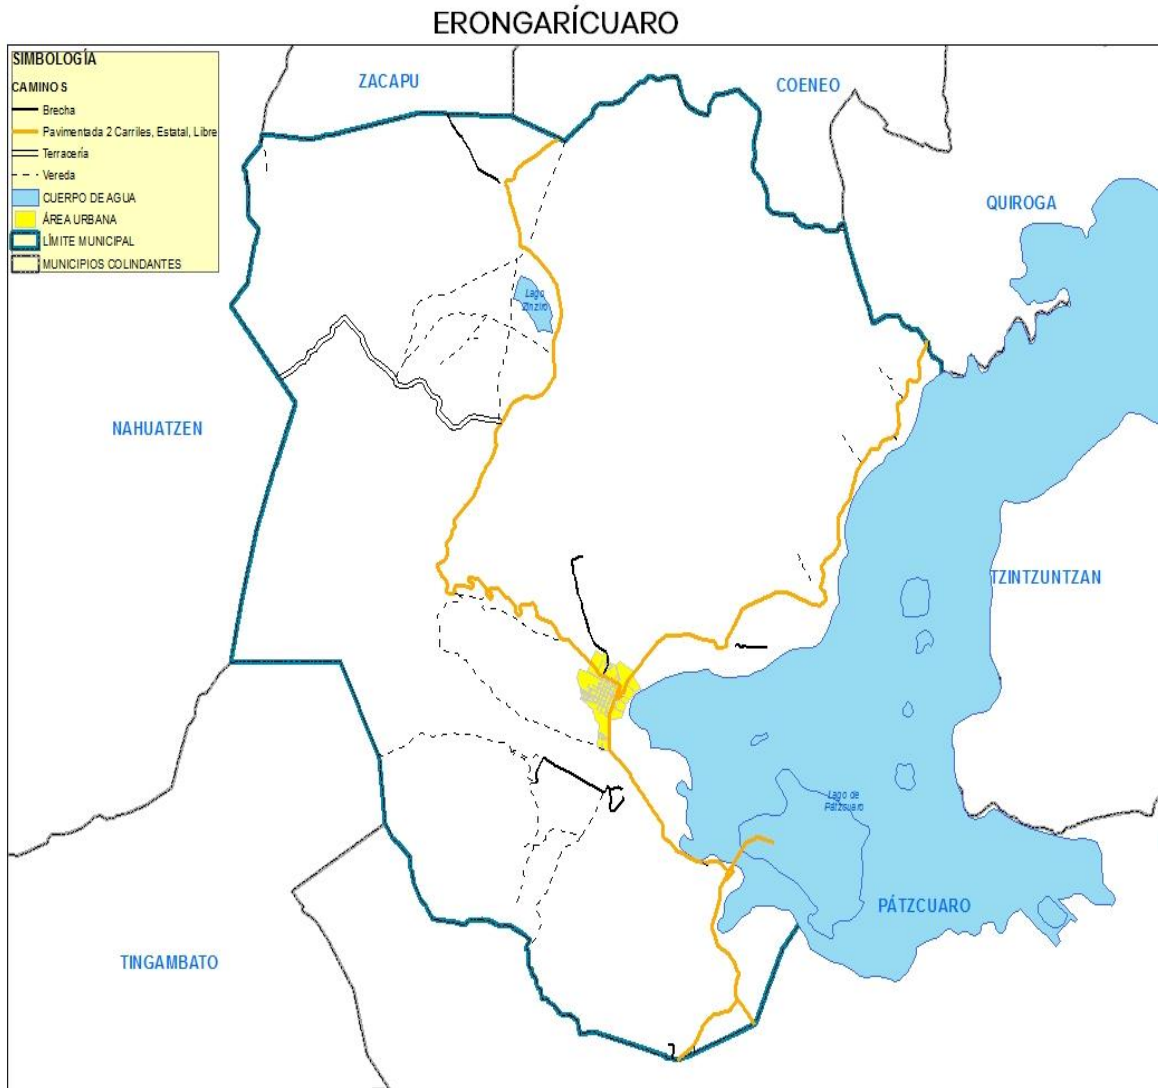 ERONGARÍCUARO
SIMBOLOGÍA
CAMINOS
Brecha
Pavimentada 2 Carriles, Estatal, Libre
Terracería
Vereda
CUERPO DE AGUA
ÁREA URBANA
LÍMITE MUNICIPAL
MUNICIPIOS COLINDANTES
ZACAPU
COENEO
QUIROGA
Lago
Zinziro
NAHUATZEN
TZINTZUNTZAN
Lago de
Pátzcuaro
PÁTZCUARO
TINGAMBATO